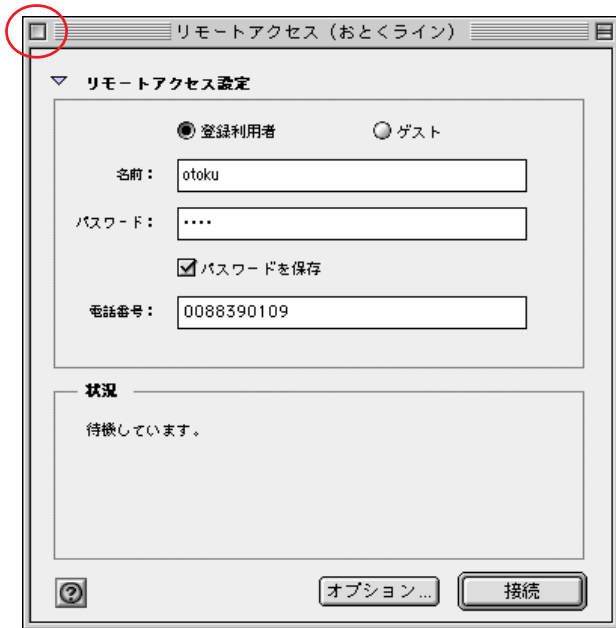 リモートアクセス（おとくライン）
リモートアクセス設定
登録利用者 ゲスト
名前： otoku
パスワード： ••••
パスワードを保存
電話番号： 0088390109
状況
待機しています。
? オプション... 接続